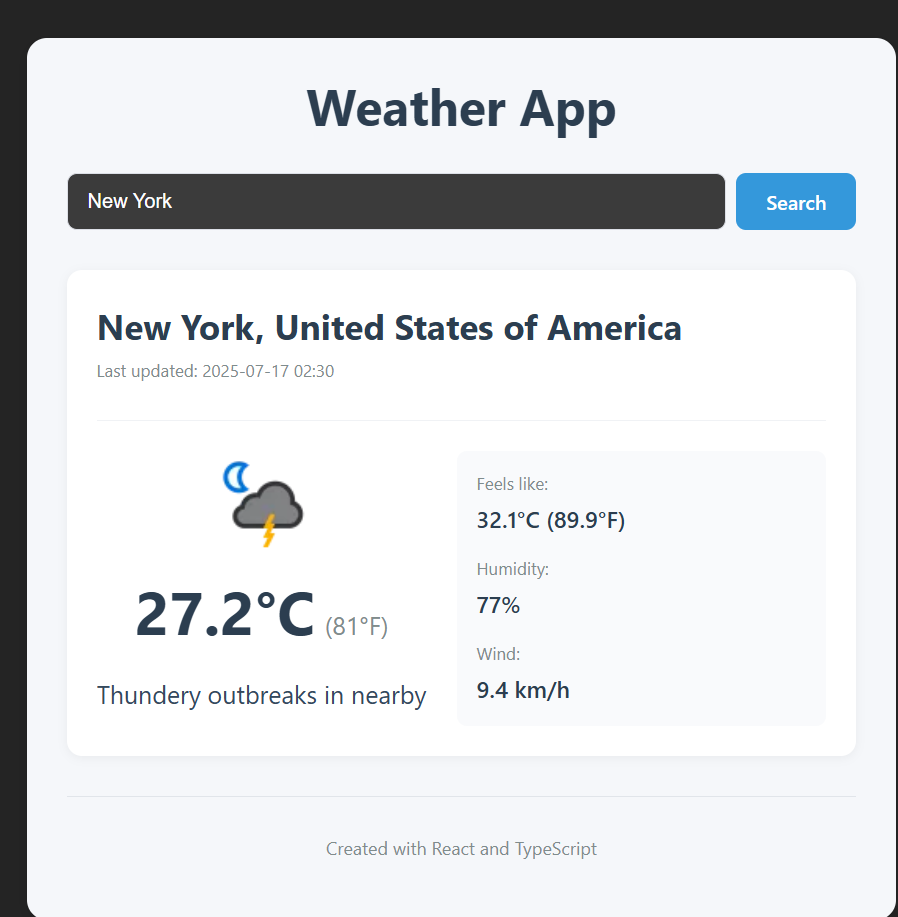 Weather App
New York
Search
New York, United States of America
Last updated: 2025-07-17 02:30
27.2°C (81°F)
Thundery outbreaks in nearby
Feels like:
32.1°C (89.9°F)
Humidity:
77%
Wind:
9.4 km/h
Created with React and TypeScript